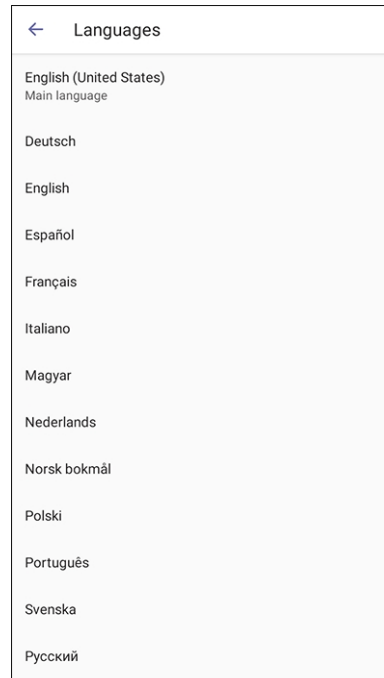 Languages
English (United States)
Main language
Deutsch
English
Español
Français
Italiano
Magyar
Nederlands
Norsk bokmål
Polski
Português
Svenska
Русский